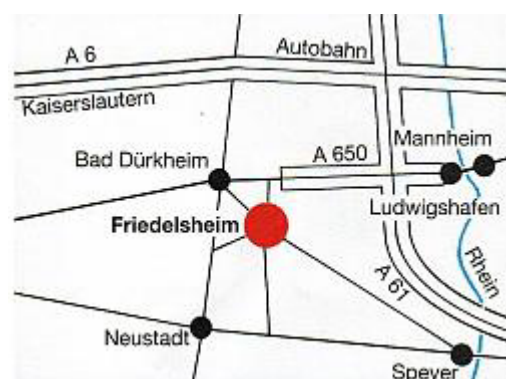 A 6
Autobahn
Kaiserslautern
Mannheim
A 650
Bad Dürkheim
Ludwigshafen
Friedelsheim
Rhein
A 61
Neustadt
Speyer